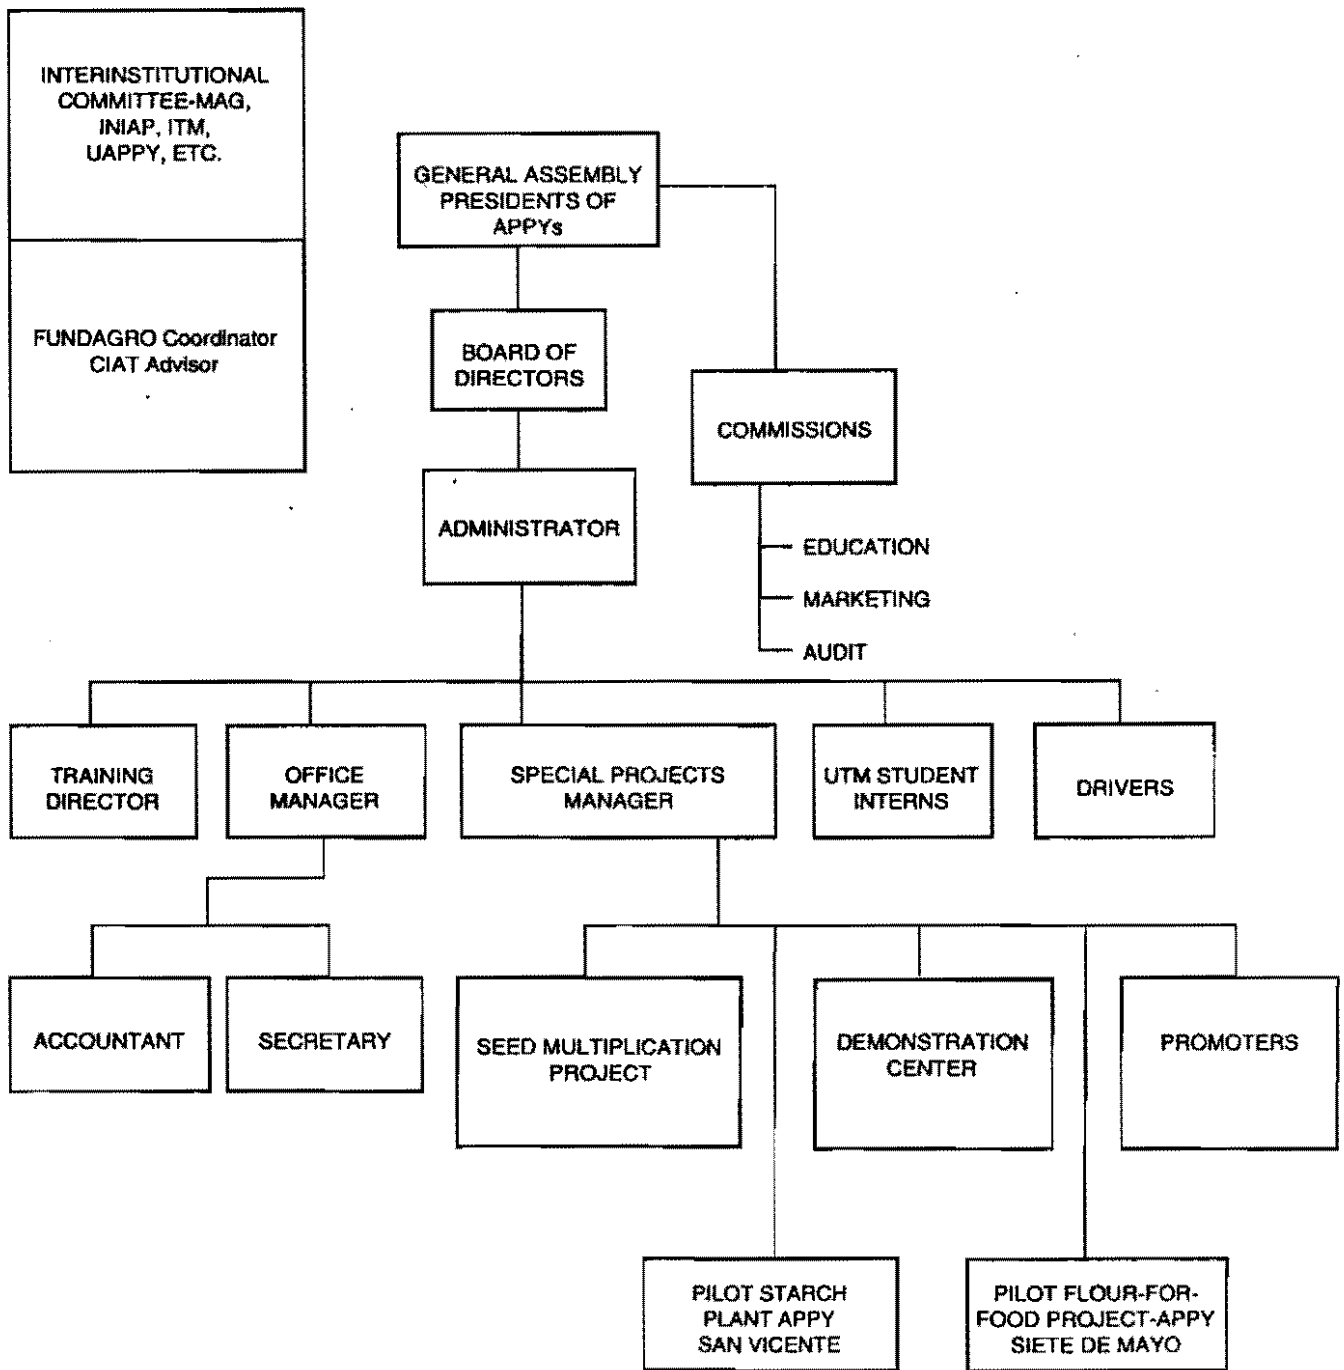 INTERINSTITUTIONAL
COMMITTEE-MAG,
INIAP, ITM,
UAPPY, ETC.
FUNDAGRO Coordinator
CIAT Advisor
GENERAL ASSEMBLY
PRESIDENTS OF
APPYs
BOARD OF
DIRECTORS
COMMISSIONS
ADMINISTRATOR
EDUCATION
MARKETING
AUDIT
TRAINING
DIRECTOR
OFFICE
MANAGER
SPECIAL PROJECTS
MANAGER
UTM STUDENT
INTERNS
DRIVERS
ACCOUNTANT
SECRETARY
SEED MULTIPLICATION
PROJECT
DEMONSTRATION
CENTER
PROMOTERS
PILOT STARCH
PLANT APPY
SAN VICENTE
PILOT FLOUR-FOR-
FOOD PROJECT-APPY
SIETE DE MAYO